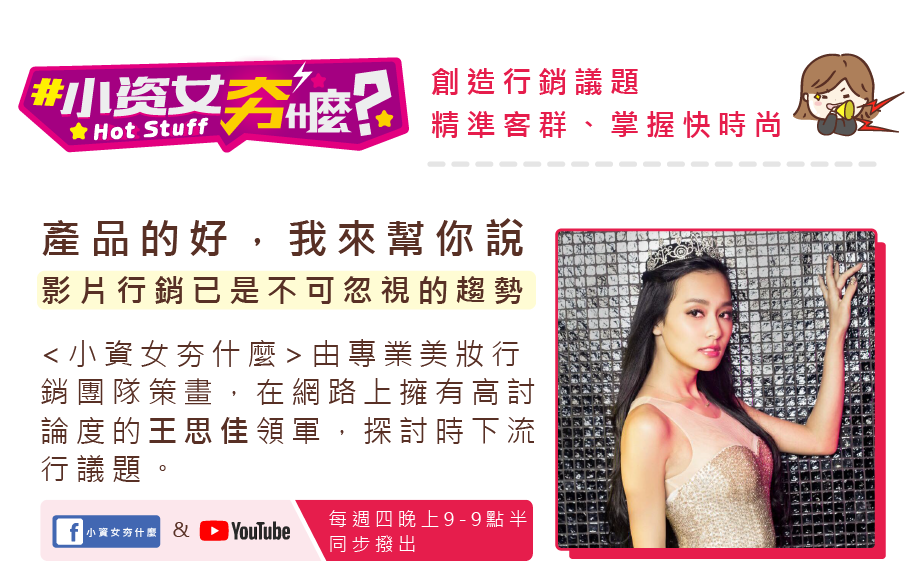 #小資女夯什麼?
Hot Stuff
創造行銷議題
精準客群、掌握快時尚
產品的好，我來幫你說
影片行銷已是不可忽視的趨勢
<小資女夯什麼>由專業美妝行
銷團隊策畫，在網路上擁有高討
論度的王思佳領軍，探討時下流
行議題。
f 小資女夯什麼 & YouTube
每週四晚上9-9點半
同步撥出